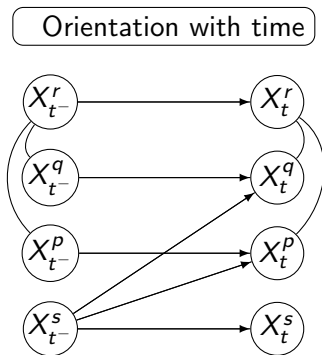 Orientation with time
X^r_{t^-} X^r_t
X^q_{t^-} X^q_t
X^p_{t^-} X^p_t
X^s_{t^-} X^s_t